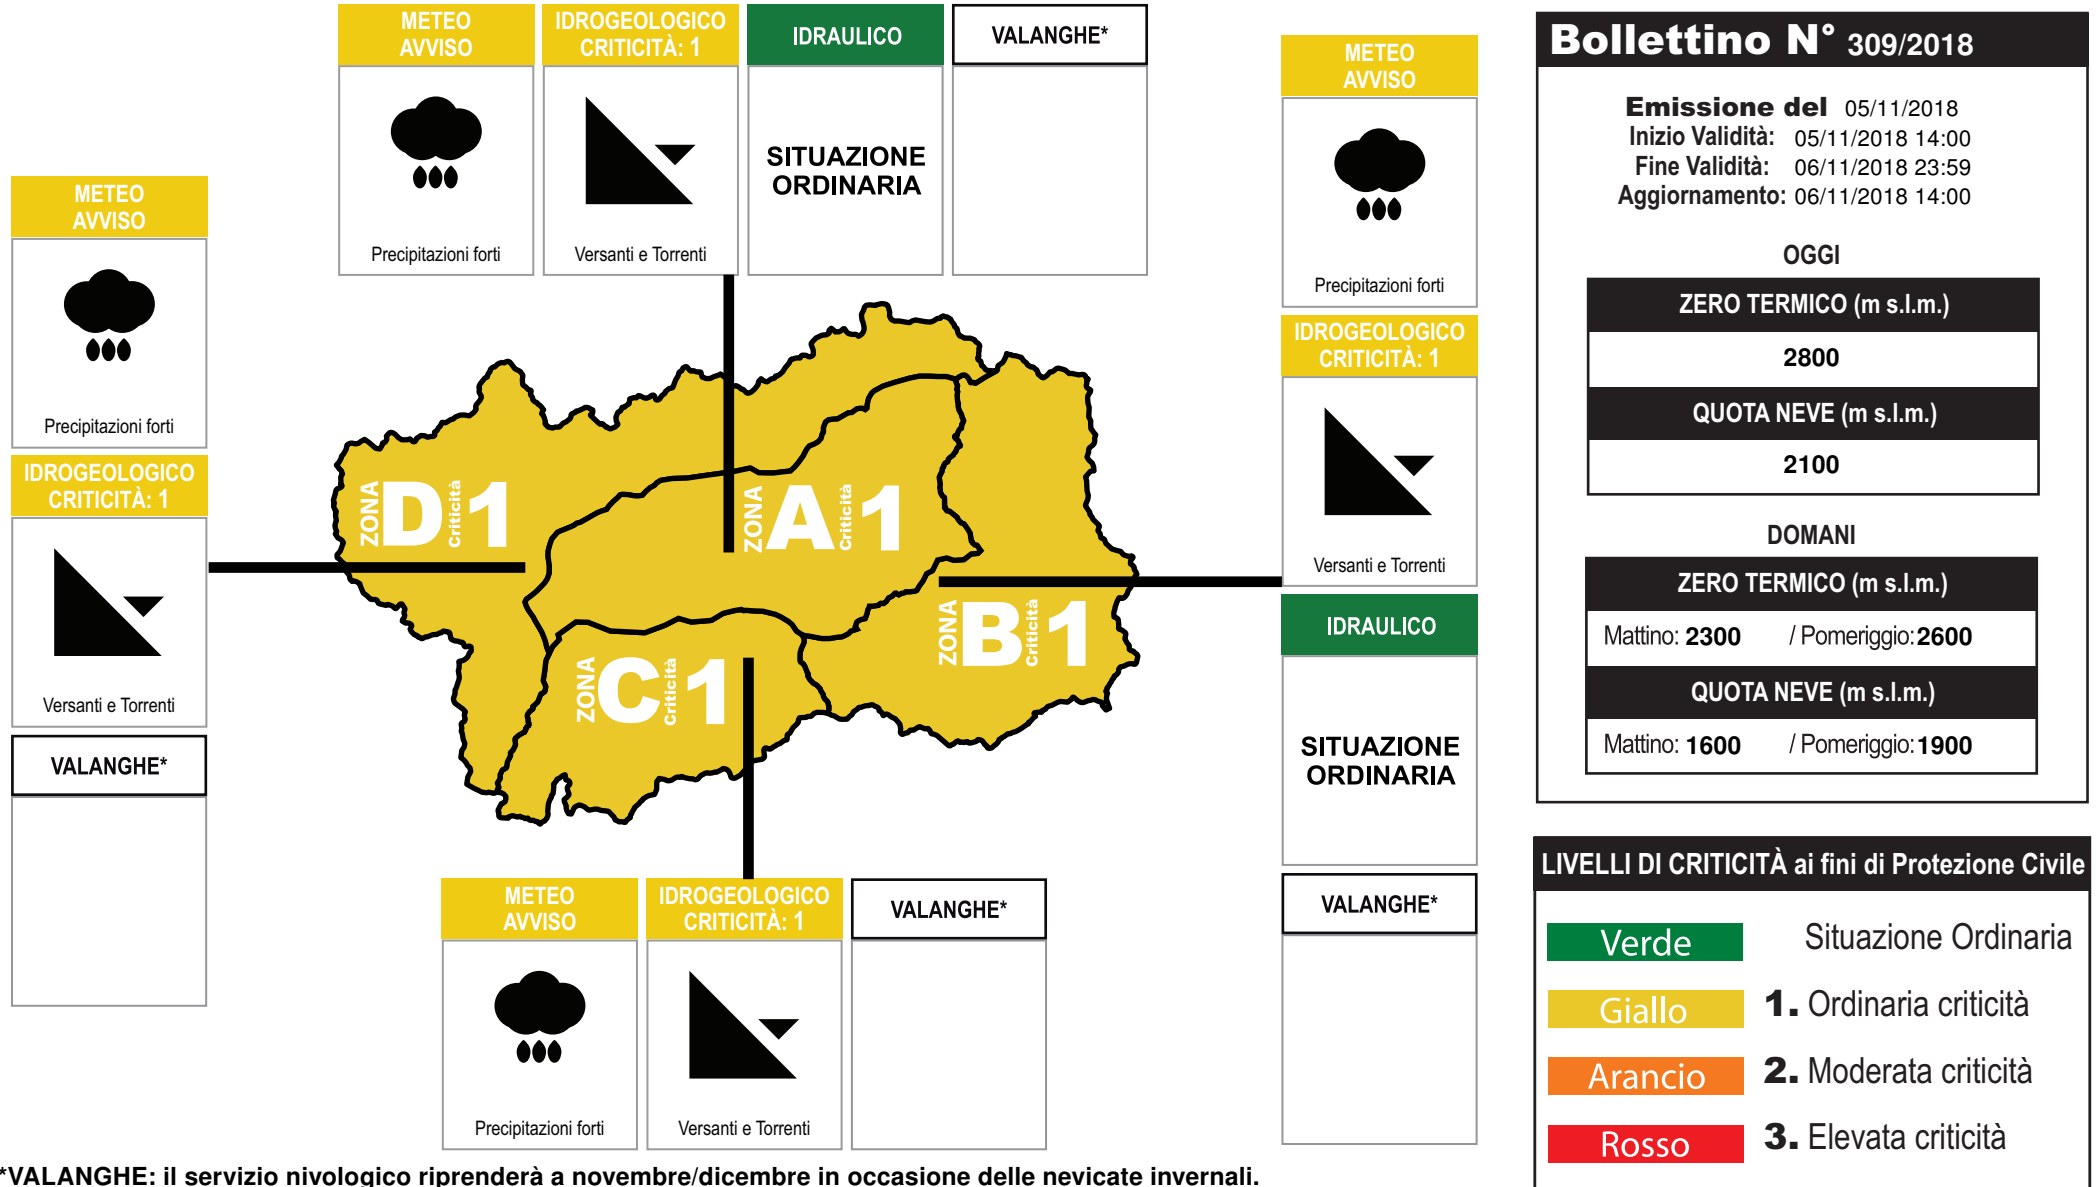 METEO
AVVISO
Precipitazioni forti
IDROGEOLOGICO
CRITICITÀ: 1
Versanti e Torrenti
IDRAULICO
SITUAZIONE
ORDINARIA
VALANGHE*
METEO
AVVISO
Precipitazioni forti
IDROGEOLOGICO
CRITICITÀ: 1
Versanti e Torrenti
VALANGHE*
ZONA D Criticità 1
ZONA A Criticità 1
ZONA B Criticità 1
ZONA C Criticità 1
METEO
AVVISO
Precipitazioni forti
IDROGEOLOGICO
CRITICITÀ: 1
Versanti e Torrenti
IDRAULICO
SITUAZIONE
ORDINARIA
VALANGHE*
METEO
AVVISO
Precipitazioni forti
IDROGEOLOGICO
CRITICITÀ: 1
Versanti e Torrenti
VALANGHE*
*VALANGHE: il servizio nivologico riprenderà a novembre/dicembre in occasione delle nevicate invernali.
Bollettino N° 309/2018
Emissione del 05/11/2018
Inizio Validità: 05/11/2018 14:00
Fine Validità: 06/11/2018 23:59
Aggiornamento: 06/11/2018 14:00
OGGI
ZERO TERMICO (m s.l.m.)
2800
QUOTA NEVE (m s.l.m.)
2100
DOMANI
ZERO TERMICO (m s.l.m.)
Mattino: 2300 / Pomeriggio: 2600
QUOTA NEVE (m s.l.m.)
Mattino: 1600 / Pomeriggio: 1900
LIVELLI DI CRITICITÀ ai fini di Protezione Civile
Verde Situazione Ordinaria
Giallo 1. Ordinaria criticità
Arancio 2. Moderata criticità
Rosso 3. Elevata criticità